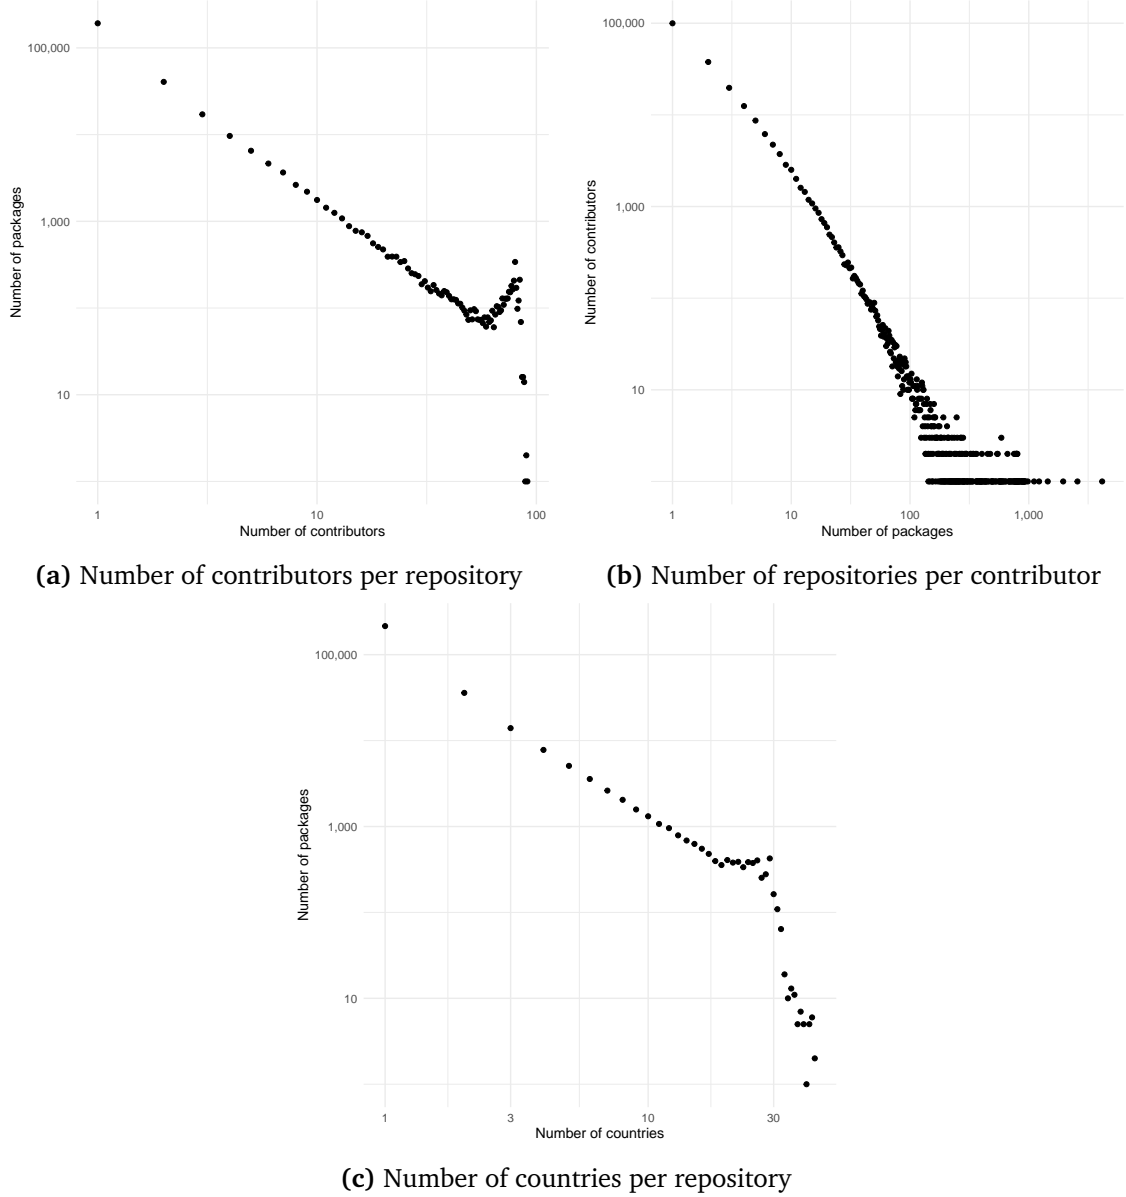 100,000
1,000
10
Number of packages
1
10
100
Number of contributors
(a) Number of contributors per repository
100,000
1,000
10
Number of contributors
1
10
100
1,000
Number of packages
(b) Number of repositories per contributor
100,000
1,000
10
Number of packages
1
3
10
30
Number of countries
(c) Number of countries per repository